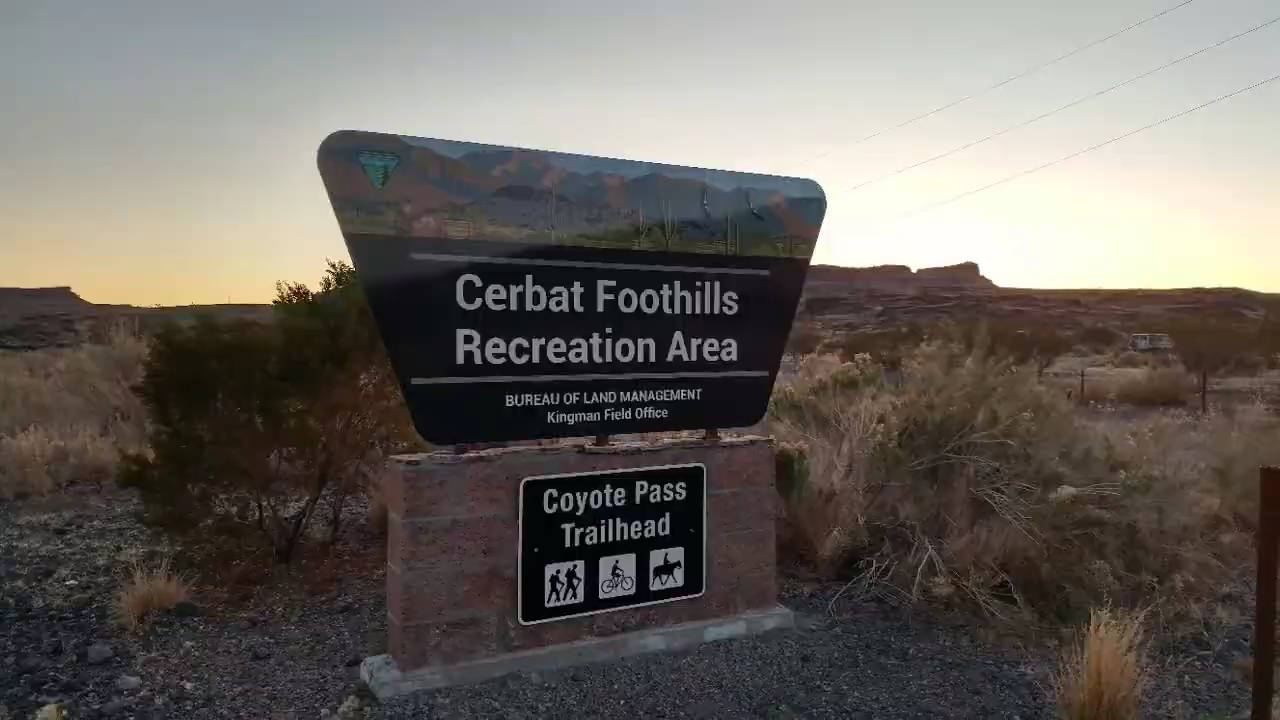 Cerbat Foothills
Recreation Area
BUREAU OF LAND MANAGEMENT
Kingman Field Office
Coyote Pass
Trailhead